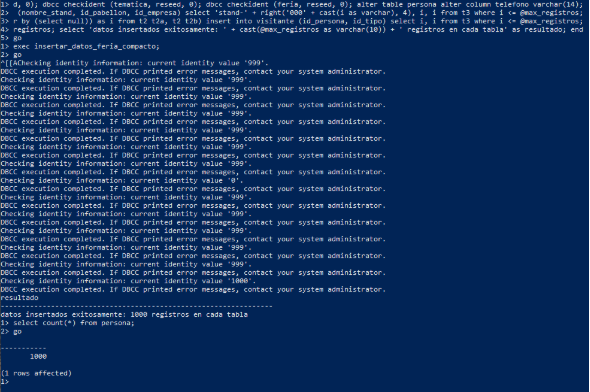 1> d, 0); dbcc checkident (tematica, reseed, 0); dbcc checkident (feria, reseed, 0); alter table persona alter column telefono varchar(14);
2>  (nombre_stand, id_pabellon, id_empresa) select 'stand-' + right('000' + cast(i as varchar), 4), i, i from t3 where i <= @max_registros;
3> r by (select null)) as i from t2 t2a, t2 t2b) insert into visitante (id_persona, id_tipo) select i, i from t3 where i <= @max_registros;
4> registros; select 'datos insertados exitosamente: ' + cast(@max_registros as varchar(10)) + ' registros en cada tabla' as resultado; end
5> go
1> exec insertar_datos_feria_compacto;
2> go
^[[AChecking identity information: current identity value '999'.
DBCC execution completed. If DBCC printed error messages, contact your system administrator.
Checking identity information: current identity value '999'.
DBCC execution completed. If DBCC printed error messages, contact your system administrator.
Checking identity information: current identity value '999'.
DBCC execution completed. If DBCC printed error messages, contact your system administrator.
Checking identity information: current identity value '999'.
DBCC execution completed. If DBCC printed error messages, contact your system administrator.
Checking identity information: current identity value '999'.
DBCC execution completed. If DBCC printed error messages, contact your system administrator.
Checking identity information: current identity value '999'.
DBCC execution completed. If DBCC printed error messages, contact your system administrator.
Checking identity information: current identity value '999'.
DBCC execution completed. If DBCC printed error messages, contact your system administrator.
Checking identity information: current identity value '0'.
DBCC execution completed. If DBCC printed error messages, contact your system administrator.
Checking identity information: current identity value '999'.
DBCC execution completed. If DBCC printed error messages, contact your system administrator.
Checking identity information: current identity value '999'.
DBCC execution completed. If DBCC printed error messages, contact your system administrator.
Checking identity information: current identity value '999'.
DBCC execution completed. If DBCC printed error messages, contact your system administrator.
Checking identity information: current identity value '999'.
DBCC execution completed. If DBCC printed error messages, contact your system administrator.
Checking identity information: current identity value '999'.
DBCC execution completed. If DBCC printed error messages, contact your system administrator.
Checking identity information: current identity value '1000'.
DBCC execution completed. If DBCC printed error messages, contact your system administrator.
resultado
-----------------------------------------------------------------
datos insertados exitosamente: 1000 registros en cada tabla
1> select count(*) from persona;
2> go

-----------
1000

(1 rows affected)
1>